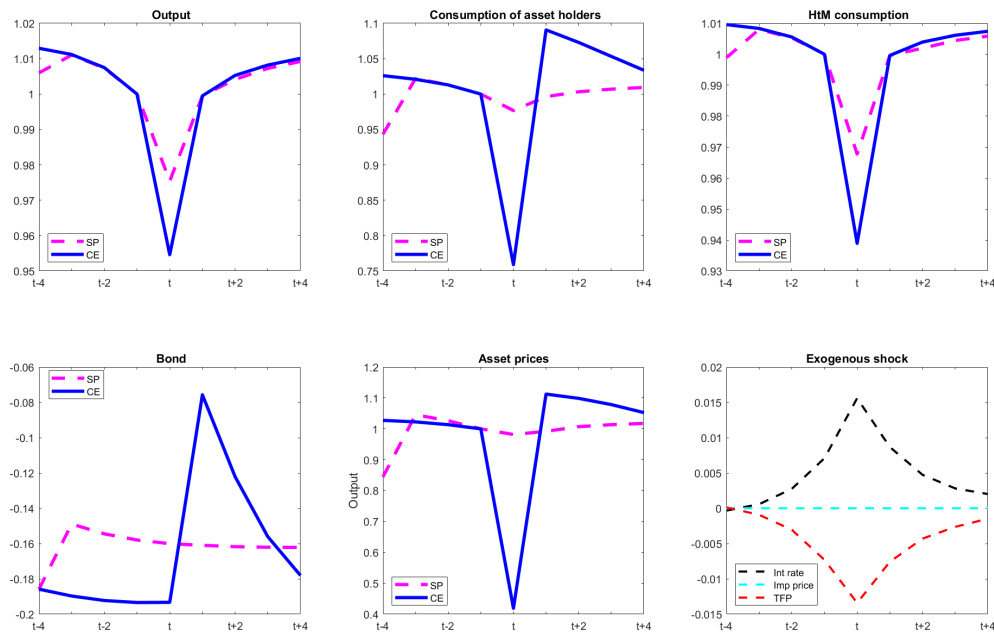 Output
1.02
1.01
1
0.99
0.98
0.97
0.96
0.95
SP
CE
t-4
t-2
t
t+2
t+4
Consumption of asset holders
1.1
1.05
1
0.95
0.9
0.85
0.8
0.75
SP
CE
t-4
t-2
t
t+2
t+4
HtM consumption
1.01
1
0.99
0.98
0.97
0.96
0.95
0.94
0.93
SP
CE
t-4
t-2
t
t+2
t+4
Bond
-0.06
-0.08
-0.1
-0.12
-0.14
-0.16
-0.18
-0.2
SP
CE
t-4
t-2
t
t+2
t+4
Asset prices
Output
1.2
1.1
1
0.9
0.8
0.7
0.6
0.5
0.4
SP
CE
t-4
t-2
t
t+2
t+4
Exogenous shock
0.02
0.015
0.01
0.005
0
-0.005
-0.01
-0.015
Int rate
Imp price
TFP
t-4
t-2
t
t+2
t+4